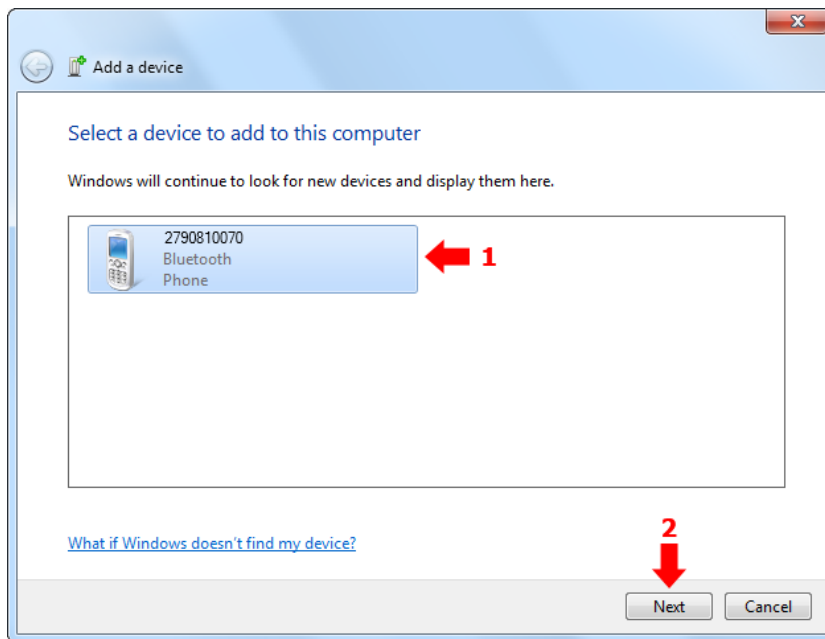 Add a device
Select a device to add to this computer
Windows will continue to look for new devices and display them here.
2790810070
Bluetooth
Phone
1
What if Windows doesn't find my device?
2
Next
Cancel